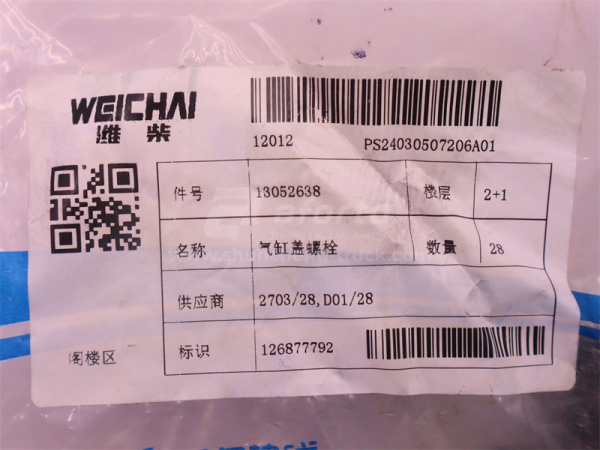 WEICHAI
潍柴
12012 PS24030507206A01
件号 13052638 楼层 2+1
名称 气缸盖螺栓 数量 28
供应商 2703/28,D01/28
阁楼区 标识 126877792